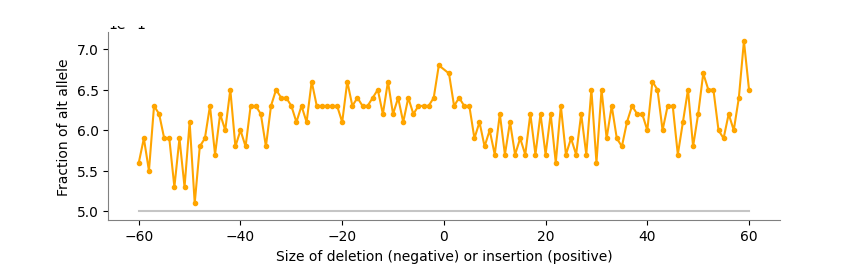 7.0
6.5
6.0
5.5
5.0
Fraction of alt allele
−60 −40 −20 0 20 40 60
Size of deletion (negative) or insertion (positive)